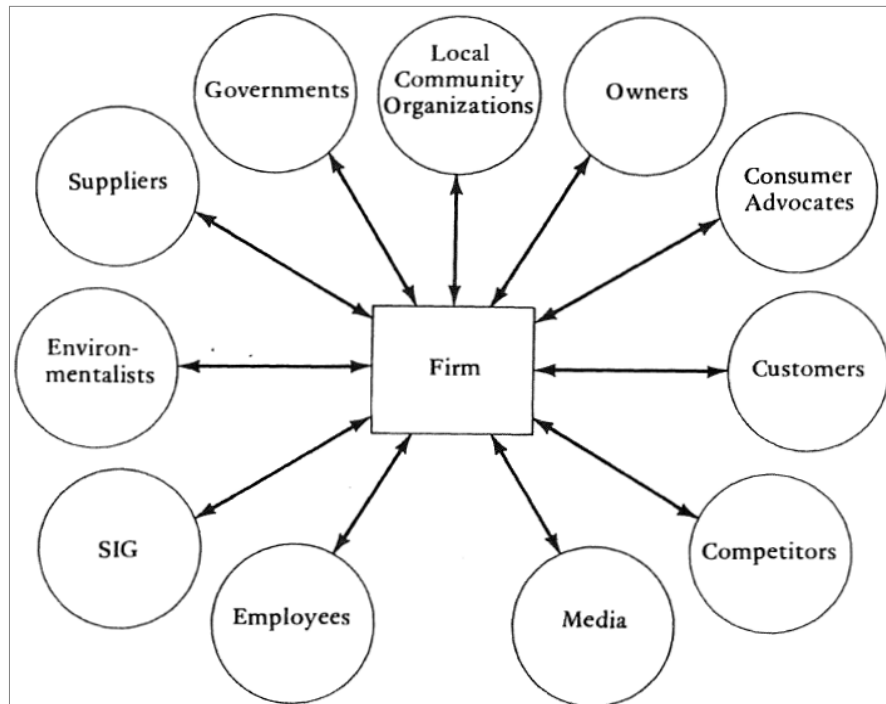 Governments
Local
Community
Organizations
Owners
Suppliers
Consumer
Advocates
Environ-
mentalists
Firm
Customers
SIG
Competitors
Employees
Media